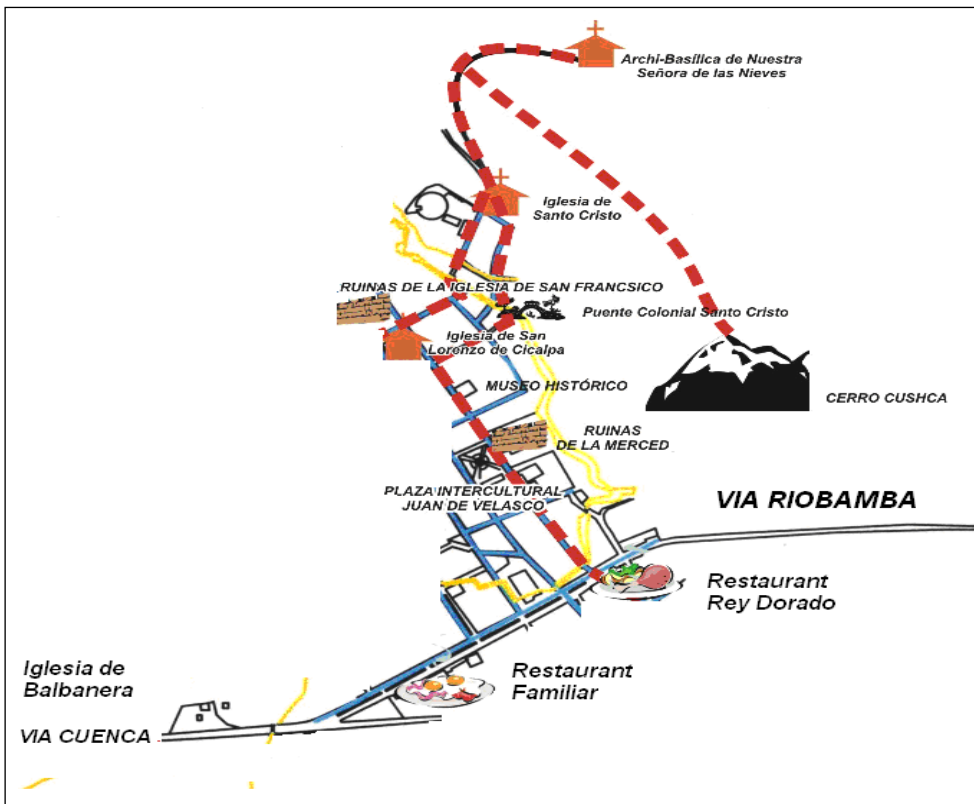 Archi-Basílica de Nuestra
Señora de las Nieves
Iglesia de
Santo Cristo
RUINAS DE LA IGLESIA DE SAN FRANCSICO
Puente Colonial Santo Cristo
Iglesia de San
Lorenzo de Cicalpa
MUSEO HISTÓRICO
CERRO CUSHCA
RUINAS
DE LA MERCED
PLAZA INTERCULTURAL
JUAN DE VELASCO
VIA RIOBAMBA
Restaurant
Rey Dorado
Iglesia de
Balbanera
Restaurant
Familiar
VIA CUENCA